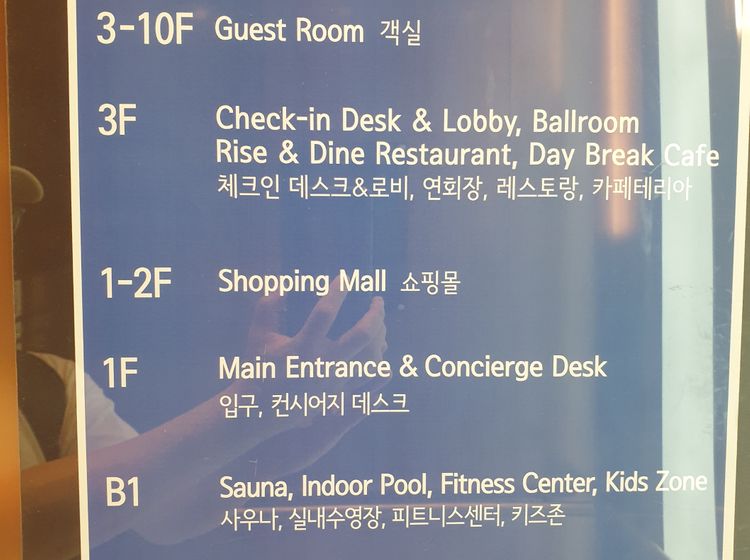 3-10F Guest Room 객실
3F Check-in Desk & Lobby, Ballroom
Rise & Dine Restaurant, Day Break Cafe
체크인 데스크&로비, 연회장, 레스토랑, 카페테리아
1-2F Shopping Mall 쇼핑몰
1F Main Entrance & Concierge Desk
입구, 컨시어지 데스크
B1 Sauna, Indoor Pool, Fitness Center, Kids Zone
사우나, 실내수영장, 피트니스센터, 키즈존